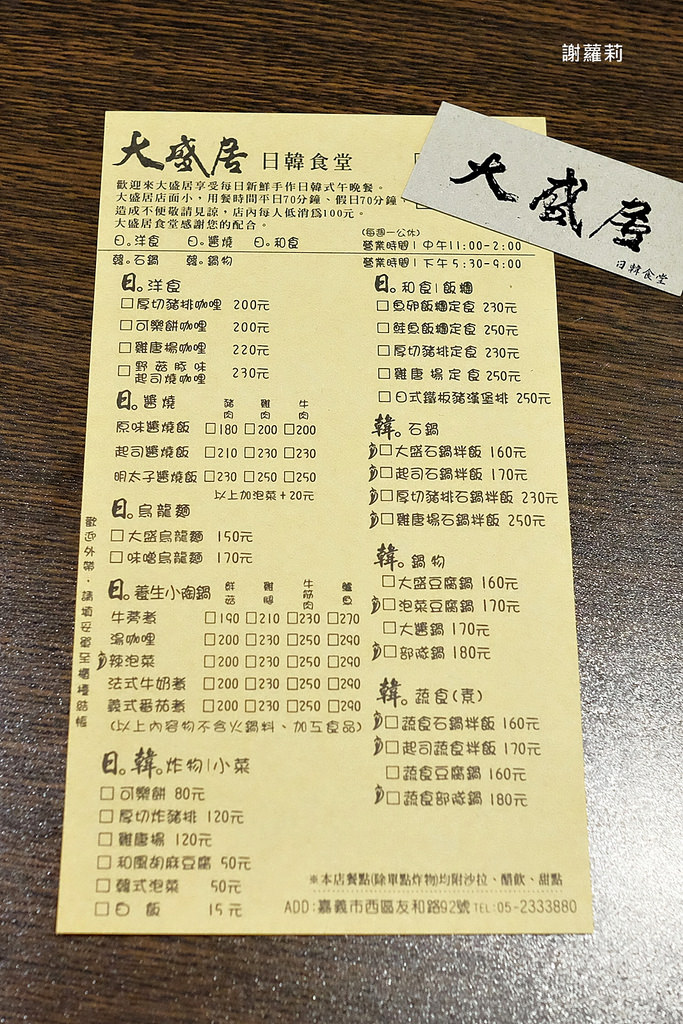 謝蘿莉
大盛居 日韓食堂
大盛居
日韓食堂
歡迎來大盛居享受每日新鮮手作日韓式午晚餐。
大盛居店面小,用餐時間平日70分鐘、假日70分鐘,
造成不便敬請見諒,店內每人低消爲100元。
大盛居食堂感謝您的配合。
(每週一公休)
日。洋食 日。醬燒 日。和食
營業時間|中午11:00-2:00
韓。石鍋 韓。鍋物
營業時間|下午5:30-9:00
日。洋食
□厚切豬排咖哩 200元
□可樂餅咖哩 200元
□雞唐揚咖哩 220元
□野菇豚味起司燒咖哩 230元
日。醬燒 豬肉 雞肉 牛肉
原味醬燒飯 □180 □200 □200
起司醬燒飯 □210 □230 □230
明太子醬燒飯 □230 □250 □250
以上加泡菜+20元
日。烏龍麵
□大盛烏龍麵 150元
□味噌烏龍麵 170元
日。養生小陶鍋 鮮菇 雞腿 牛筋肉 鱸魚
牛蒡煮 □190 □210 □230 □270
湯咖哩 □200 □230 □250 □290
辣泡菜 □200 □230 □250 □290
法式牛奶煮 □200 □230 □250 □290
義式番茄煮 □200 □230 □250 □290
(以上內容物不含火鍋料、加工食品)
日。韓。炸物|小菜
□可樂餅 80元
□厚切炸豬排 120元
□雞唐揚 120元
□和風胡麻豆腐 50元
□韓式泡菜 50元
□白飯 15元
歡迎外帶,請填妥單至櫃檯結帳
日。和食|飯糰
□魚卵飯糰定食 230元
□鮭魚飯糰定食 250元
□厚切豬排定食 230元
□雞唐揚定食 250元
□日式鐵板豬漢堡排 250元
韓。石鍋
□大盛石鍋拌飯 160元
□起司石鍋拌飯 170元
□厚切豬排石鍋拌飯 230元
□雞唐揚石鍋拌飯 250元
韓。鍋物
□大盛豆腐鍋 160元
□泡菜豆腐鍋 170元
□大醬鍋 170元
□部隊鍋 180元
韓。蔬食(素)
□蔬食石鍋拌飯 160元
□起司蔬食拌飯 170元
□蔬食豆腐鍋 160元
□蔬食部隊鍋 180元
※本店餐點(除單點炸物)均附沙拉、醋飲、甜點
ADD:嘉義市西區友和路92號 TEL:05-2333880